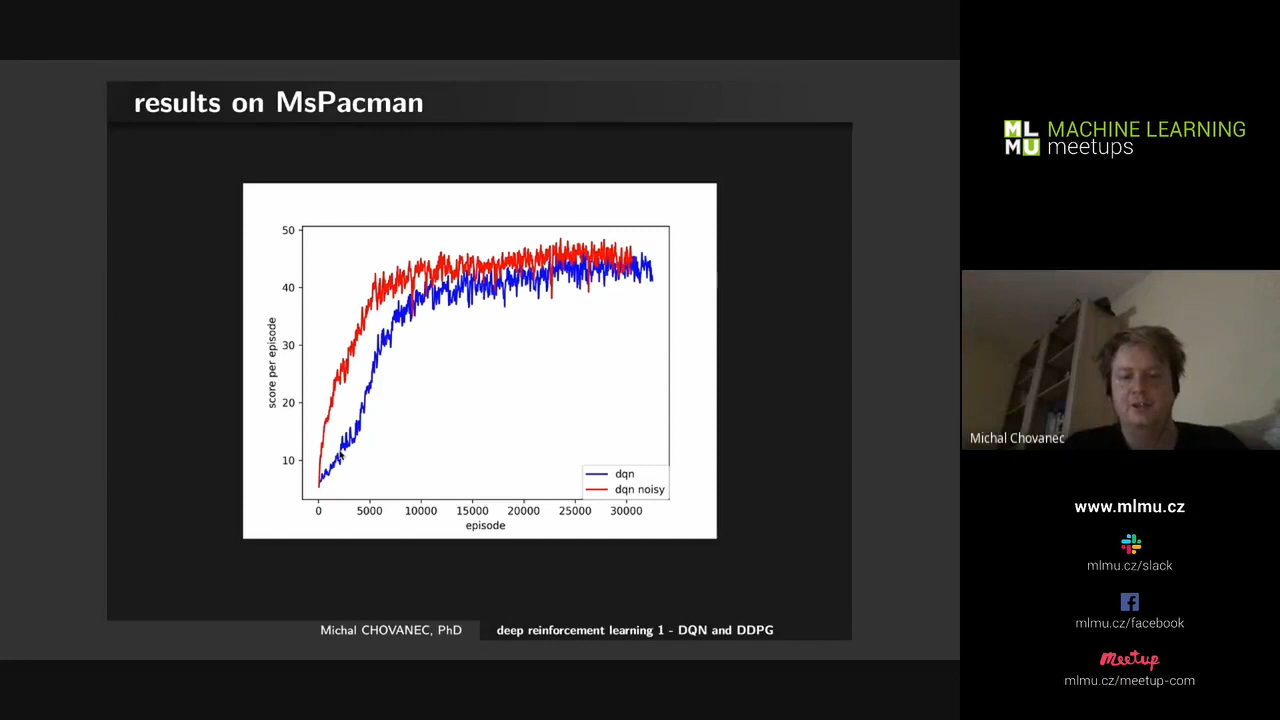 results on MsPacman
50
40
30
20
10
score per episode
0 5000 10000 15000 20000 25000 30000
episode
dqn
dqn noisy
Michal CHOVANEC, PhD
deep reinforcement learning 1 - DQN and DDPG
ML
MU
MACHINE LEARNING
meetups
Michal Chovanec
www.mlmu.cz
mlmu.cz/slack
mlmu.cz/facebook
Meetup
mlmu.cz/meetup-com